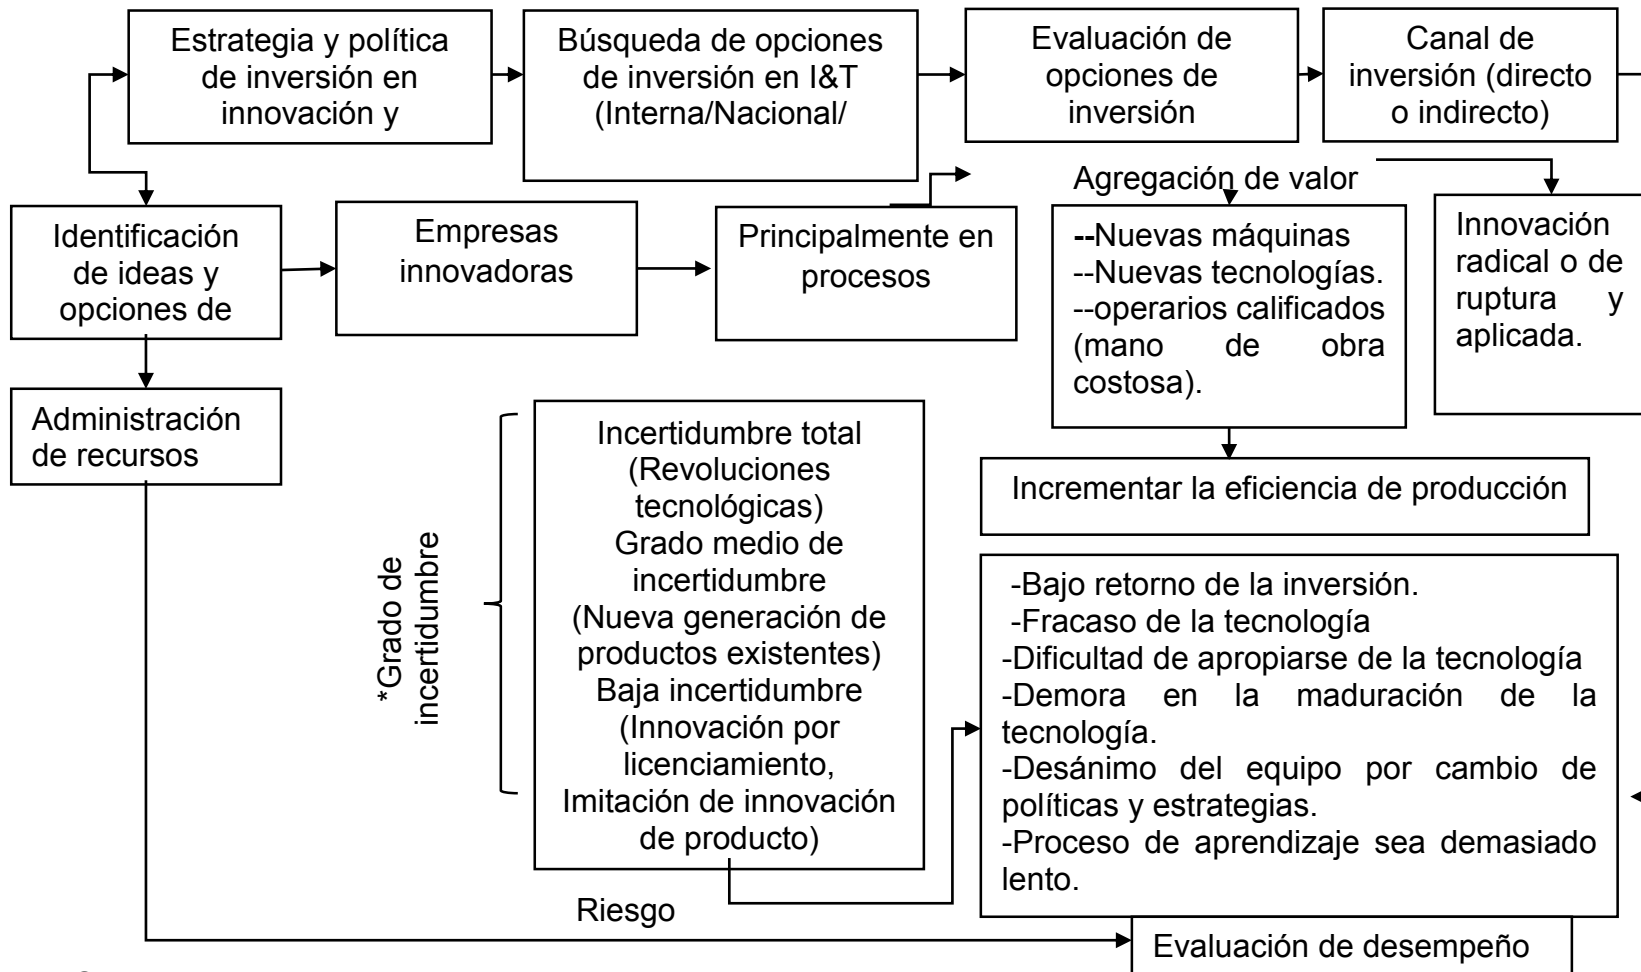 Estrategia y política
de inversión en
innovación y
Búsqueda de opciones
de inversión en I&T
(Interna/Nacional/
Evaluación de
opciones de
inversión
Canal de
inversión (directo
o indirecto)
Identificación
de ideas y
opciones de
Empresas
innovadoras
Principalmente en
procesos
Agregación de valor
--Nuevas máquinas
--Nuevas tecnologías.
--operarios calificados
(mano de obra
costosa).
Innovación
radical o de
ruptura y
aplicada.
Administración
de recursos
*Grado de
incertidumbre
Incertidumbre total
(Revoluciones
tecnológicas)
Grado medio de
incertidumbre
(Nueva generación de
productos existentes)
Baja incertidumbre
(Innovación por
licenciamiento,
Imitación de innovación
de producto)
Incrementar la eficiencia de producción
-Bajo retorno de la inversión.
-Fracaso de la tecnología
-Dificultad de apropiarse de la tecnología
-Demora en la maduración de la
tecnología.
-Desánimo del equipo por cambio de
políticas y estrategias.
-Proceso de aprendizaje sea demasiado
lento.
Riesgo
Evaluación de desempeño